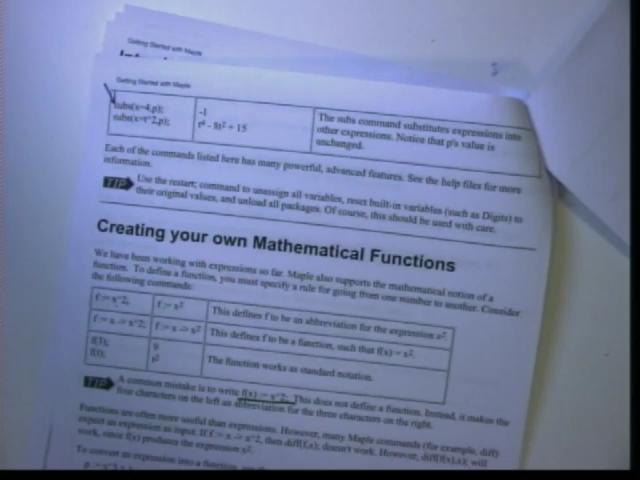 Getting Started with Maple
Getting Started with Maple
subs(x=4,p);
subs(x=t^2,p);
-1
t⁴ - 8t² + 15
The subs command substitutes expressions into
other expressions. Notice that p's value is
unchanged.
Each of the commands listed here has many powerful, advanced features. See the help files for more
information.
TIP Use the restart; command to unassign all variables, reset built-in variables (such as Digits) to
their original values, and unload all packages. Of course, this should be used with care.
Creating your own Mathematical Functions
We have been working with expressions so far. Maple also supports the mathematical notion of a
function. To define a function, you must specify a rule for going from one number to another. Consider
the following commands:
f := x^2; f := x² This defines f to be an abbreviation for the expression x².
f := x -> x^2; f := x -> x² This defines f to be a function, such that f(x) = x².
f(3); 9
f(t); t²
The function works as standard notation.
TIP A common mistake is to write f(x) := x^2; This does not define a function. Instead, it makes the
four characters on the left an abbreviation for the three characters on the right.
Functions are often more useful than expressions. However, many Maple commands (for example, diff)
expect an expression as input. If f := x -> x^2, then diff(f,x); doesn't work. However, diff(f(x),x); will
work, since f(x) produces the expression x².
To convert an expression into a function, use the